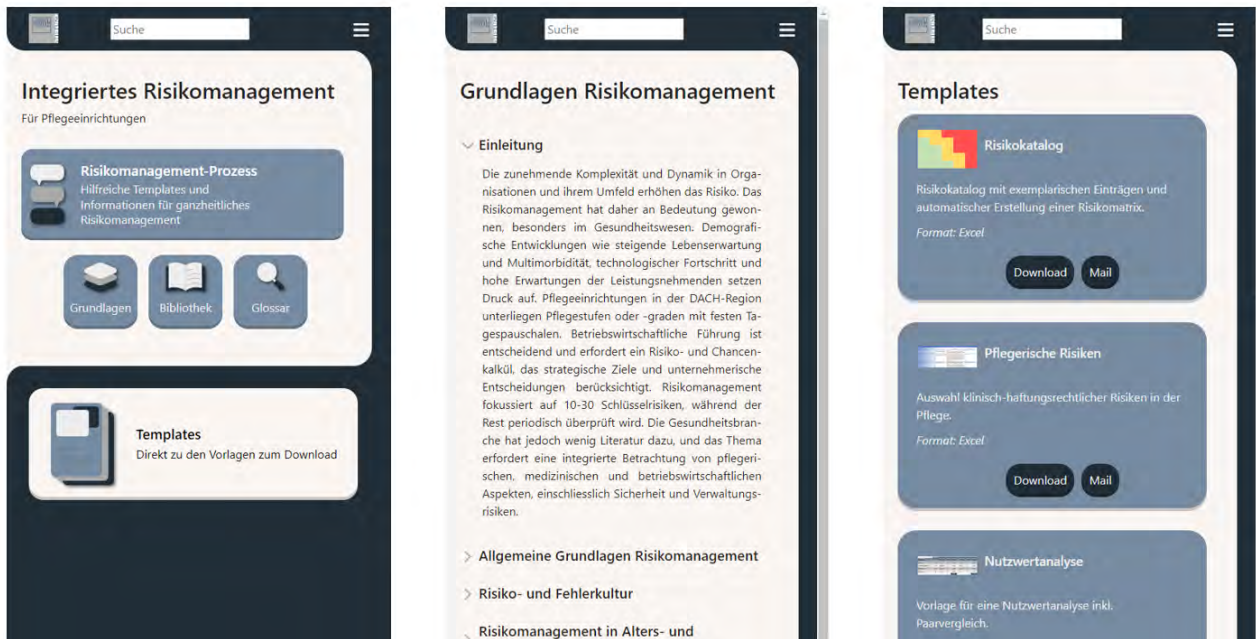 Suche
Integriertes Risikomanagement
Für Pflegeeinrichtungen
Risikomanagement-Prozess
Hilfreiche Templates und
Informationen für ganzheitliches
Risikomanagement
Grundlagen
Bibliothek
Glossar
Templates
Direkt zu den Vorlagen zum Download
Suche
Grundlagen Risikomanagement
Einleitung
Die zunehmende Komplexität und Dynamik in Orga-
nisationen und ihrem Umfeld erhöhen das Risiko. Das
Risikomanagement hat daher an Bedeutung gewon-
nen, besonders im Gesundheitswesen. Demografi-
sche Entwicklungen wie steigende Lebenserwartung
und Multimorbidität, technologischer Fortschritt und
hohe Erwartungen der Leistungsnehmenden setzen
Druck auf. Pflegeeinrichtungen in der DACH-Region
unterliegen Pflegestufen oder -graden mit festen Ta-
gespauschalen. Betriebswirtschaftliche Führung ist
entscheidend und erfordert ein Risiko- und Chancen-
kalkül, das strategische Ziele und unternehmerische
Entscheidungen berücksichtigt. Risikomanagement
fokussiert auf 10-30 Schlüsselrisiken, während der
Rest periodisch überprüft wird. Die Gesundheitsbran-
che hat jedoch wenig Literatur dazu, und das Thema
erfordert eine integrierte Betrachtung von pflegeri-
schen, medizinischen und betriebswirtschaftlichen
Aspekten, einschliesslich Sicherheit und Verwaltungs-
risiken.
Allgemeine Grundlagen Risikomanagement
Risiko- und Fehlerkultur
Risikomanagement in Alters- und
Suche
Templates
Risikokatalog
Risikokatalog mit exemplarischen Einträgen und
automatischer Erstellung einer Risikomatrix.
Format: Excel
Download
Mail
Pflegerische Risiken
Auswahl klinisch-haftungsrechtlicher Risiken in der
Pflege.
Format: Excel
Download
Mail
Nutzwertanalyse
Vorlage für eine Nutzwertanalyse inkl.
Paarvergleich.